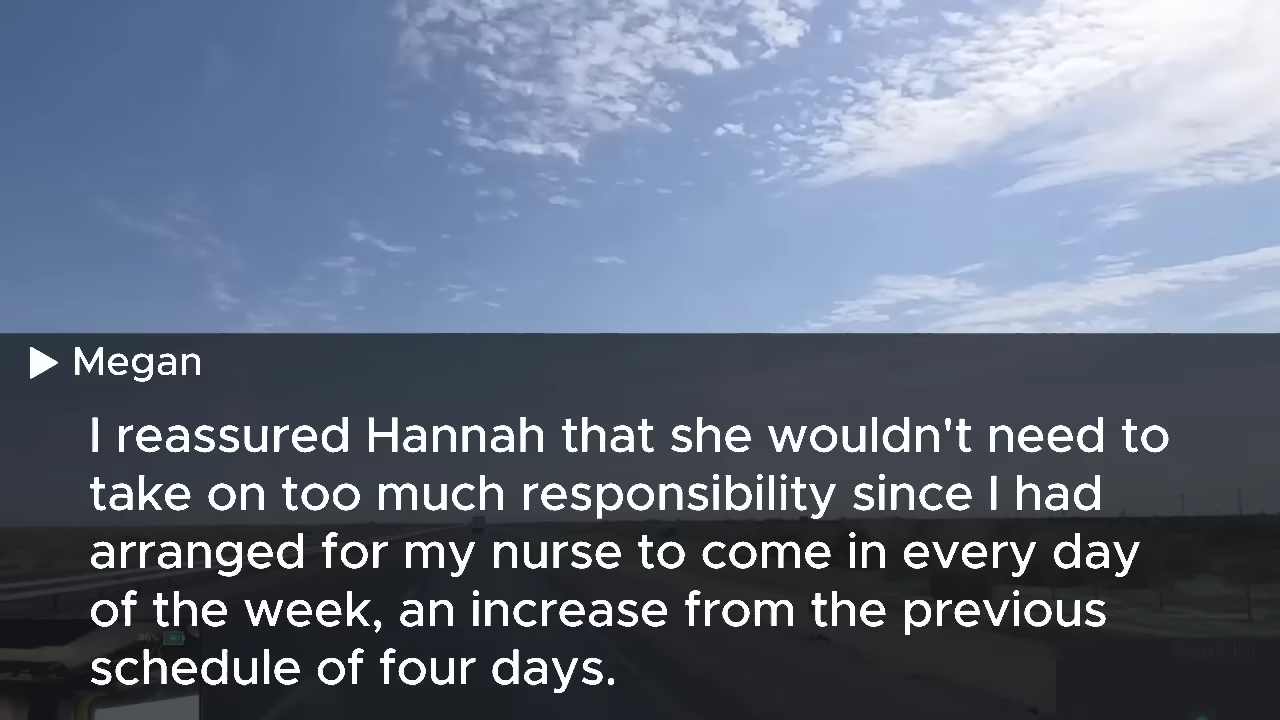 Megan
I reassured Hannah that she wouldn't need to
take on too much responsibility since I had
arranged for my nurse to come in every day
of the week, an increase from the previous
schedule of four days.